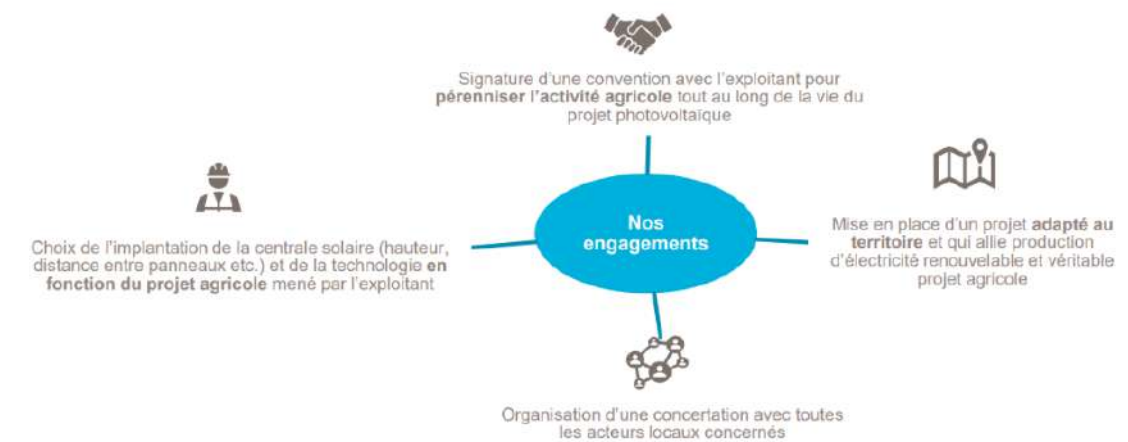 Signature d'une convention avec l'exploitant pour
pérenniser l'activité agricole tout au long de la vie du
projet photovoltaïque
Nos
engagements
Choix de l'implantation de la centrale solaire (hauteur,
distance entre panneaux etc.) et de la technologie en
fonction du projet agricole mené par l'exploitant
Mise en place d'un projet adapté au
territoire et qui allie production
d'électricité renouvelable et véritable
projet agricole
Organisation d'une concertation avec toutes
les acteurs locaux concernés